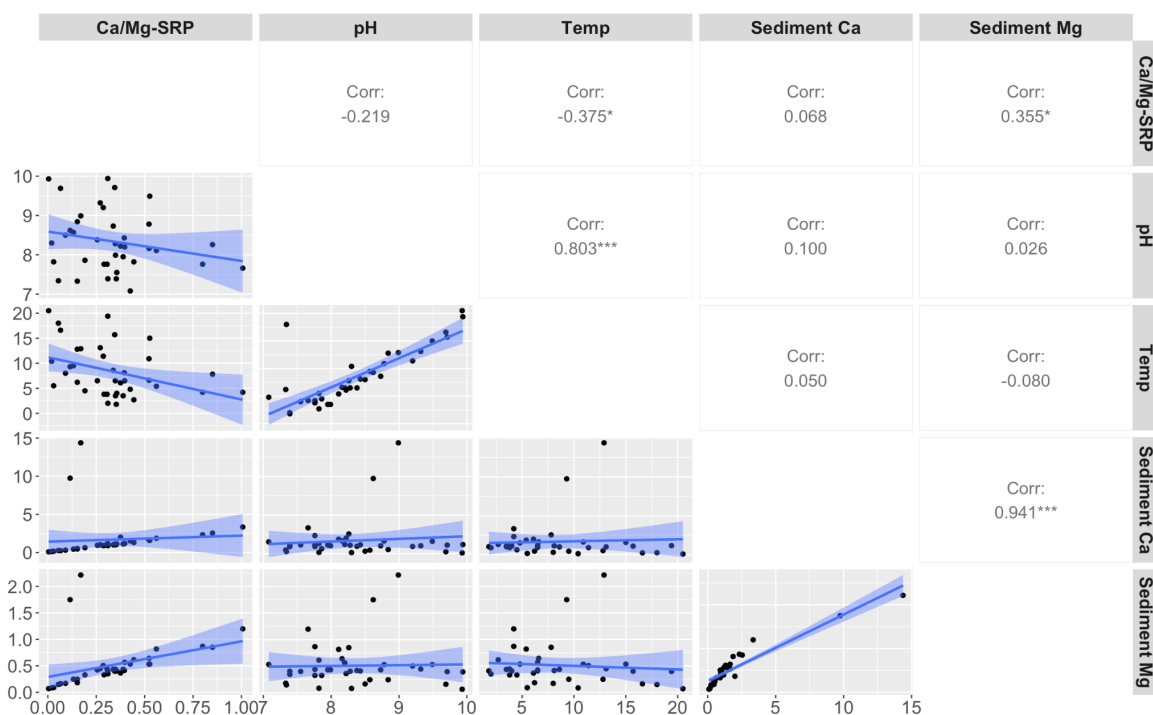 Ca/Mg-SRP pH Temp Sediment Ca Sediment Mg
Corr: Corr: Corr: Corr:
-0.219 -0.375* 0.068 0.355*
Ca/Mg-SRP
10
9
8
7
Corr: Corr: Corr:
0.803*** 0.100 0.026
pH
20
15
10
5
0
Corr: Corr:
0.050 -0.080
Temp
15
10
5
0
Corr:
0.941***
Sediment Ca
2.0
1.5
1.0
0.5
0.0
Sediment Mg
0.00 0.25 0.50 0.75 1.00 7 8 9 10 0 5 10 15 20 0 5 10 15